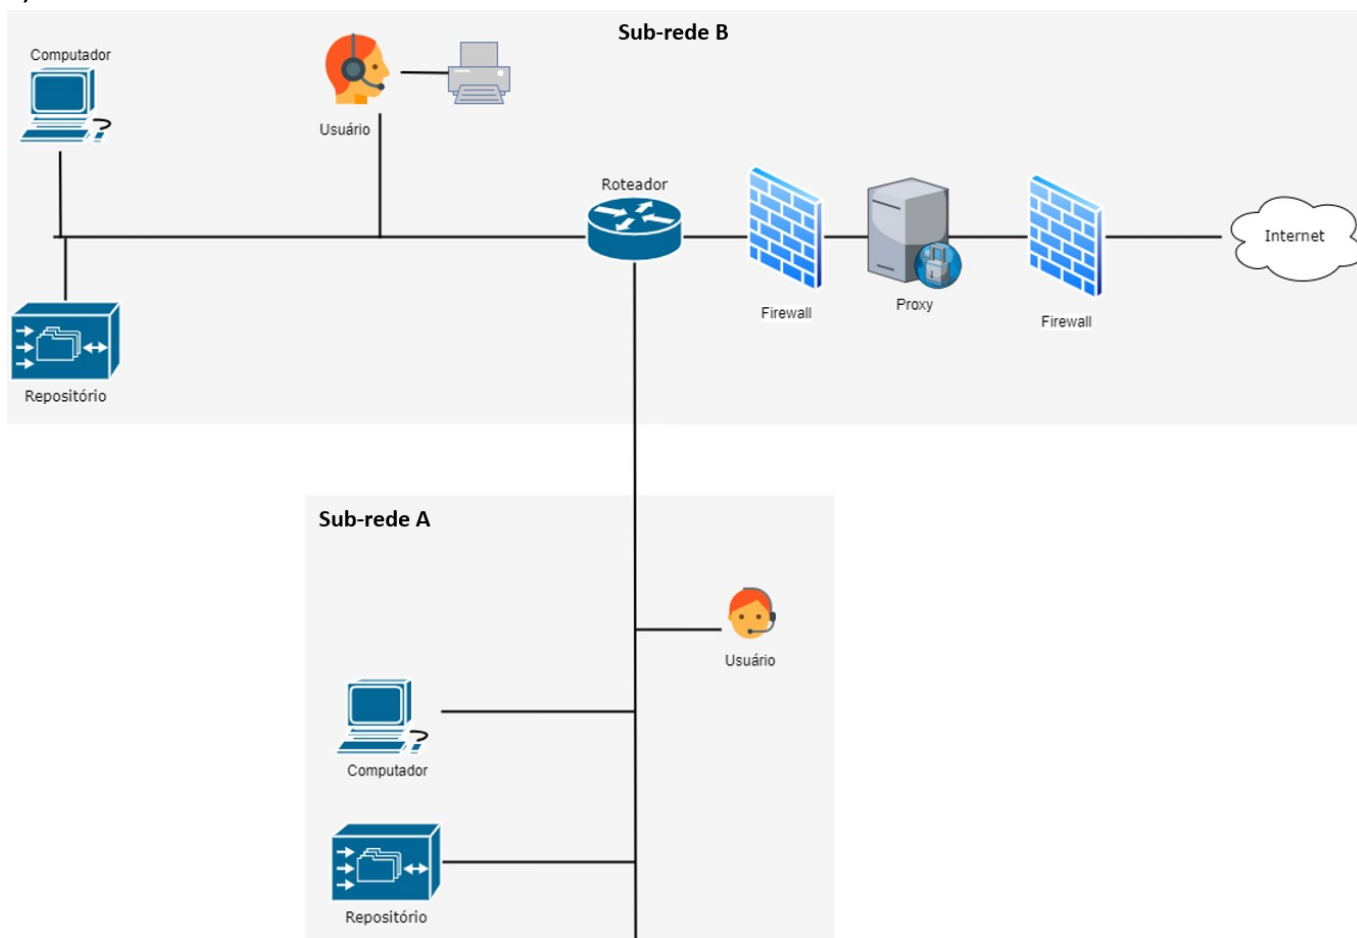 Sub-rede B
Computador
Usuário
Roteador
Internet
Firewall
Proxy
Firewall
Repositório
Sub-rede A
Usuário
Computador
Repositório